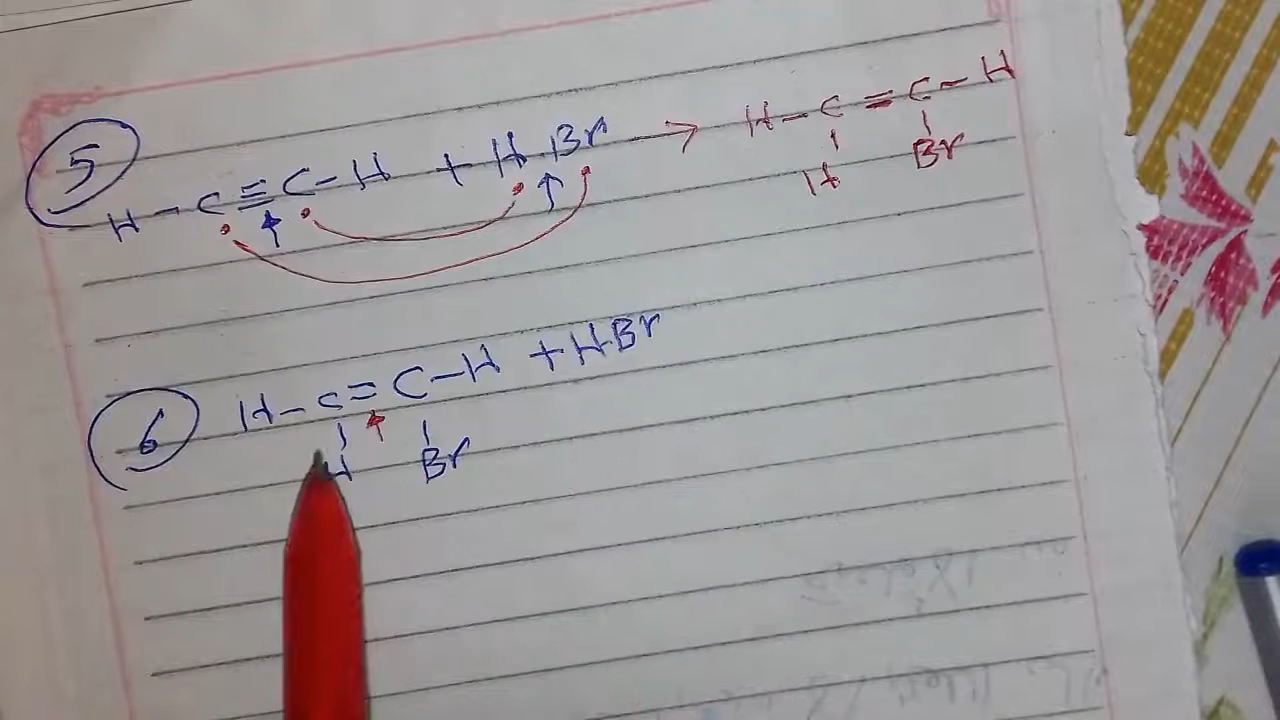 5
H - C ≡ C - H + H Br → H - C = C - H
H Br
6
H - C = C - H + HBr
H Br